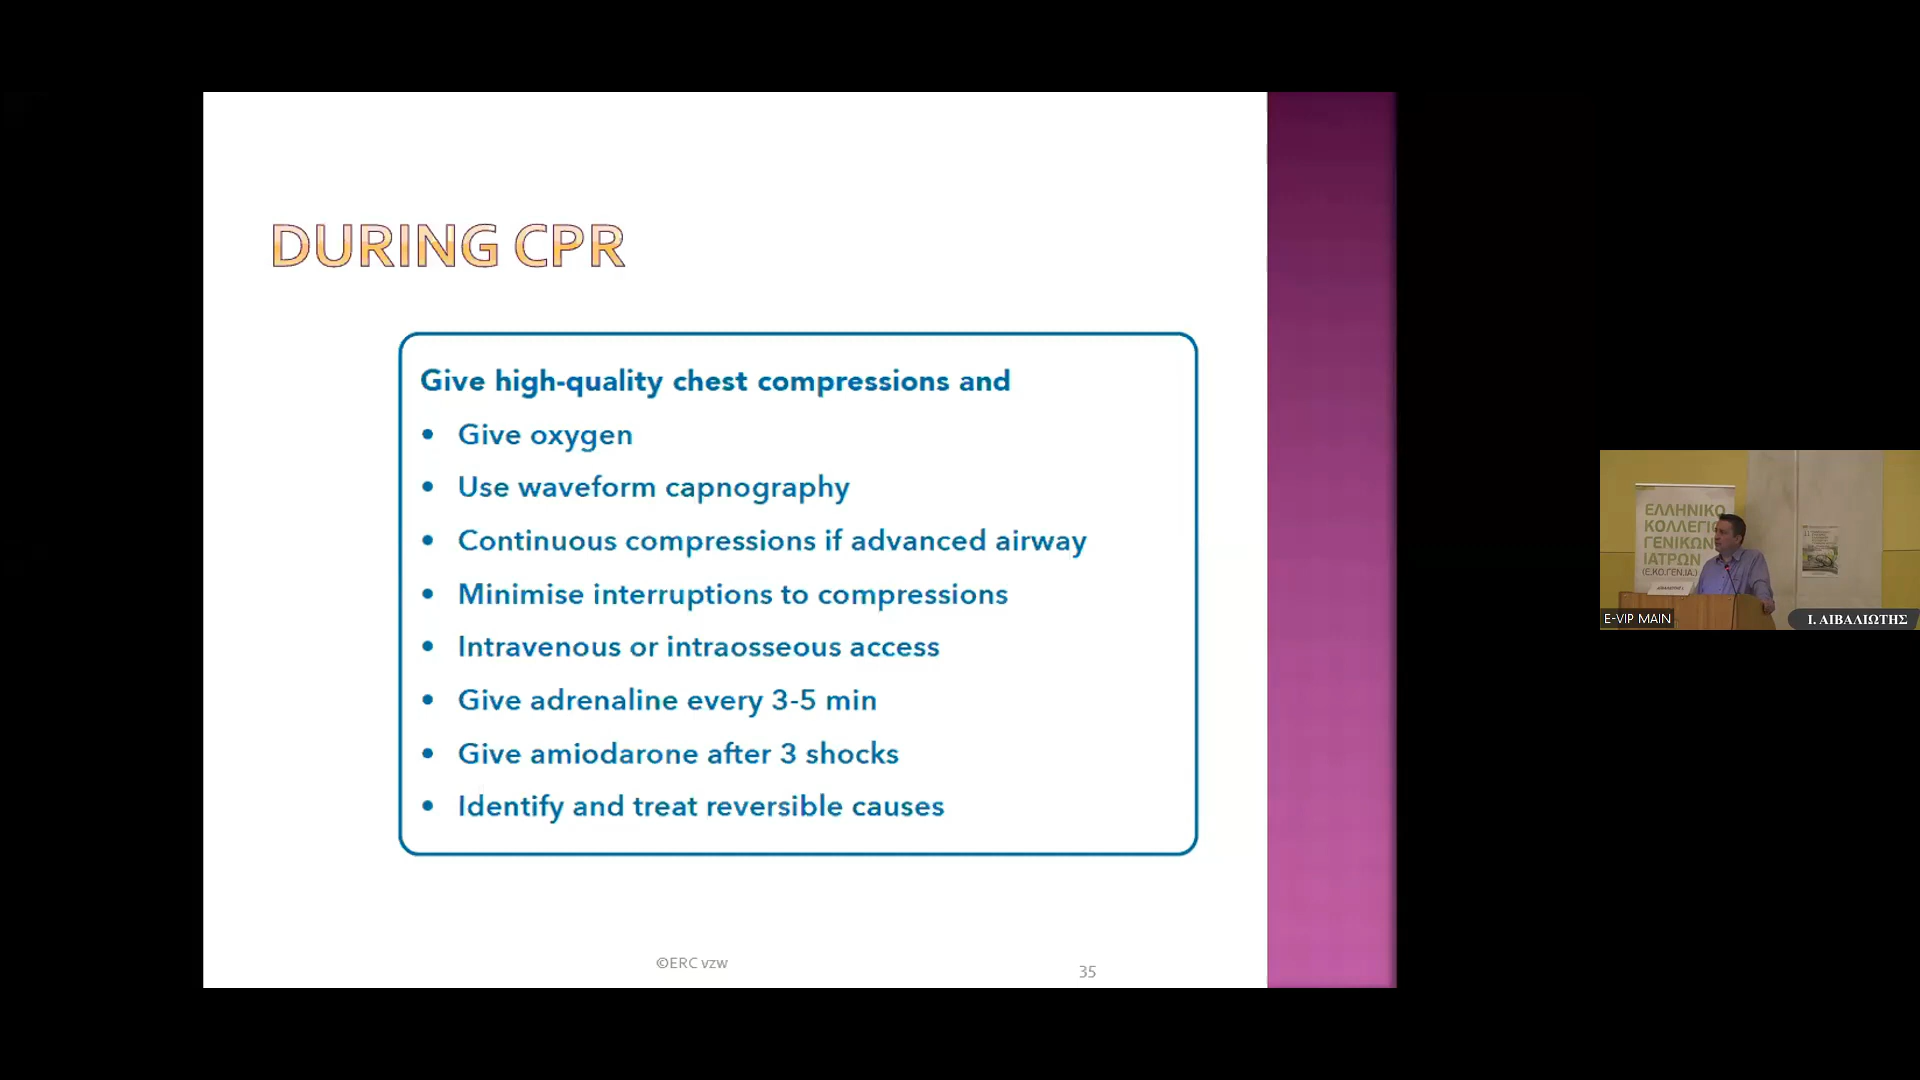 DURING CPR
Give high-quality chest compressions and
• Give oxygen
• Use waveform capnography
• Continuous compressions if advanced airway
• Minimise interruptions to compressions
• Intravenous or intraosseous access
• Give adrenaline every 3-5 min
• Give amiodarone after 3 shocks
• Identify and treat reversible causes
©ERC vzw
35
ΕΛΛΗΝΙΚΟ
ΚΟΛΛΕΓΙΟ
ΓΕΝΙΚΩΝ
ΙΑΤΡΩΝ
(Ε.ΚΟ.ΓΕΝ.ΙΑ.)
E-VIP MAIN
Ι. ΑΙΒΑΛΙΩΤΗΣ